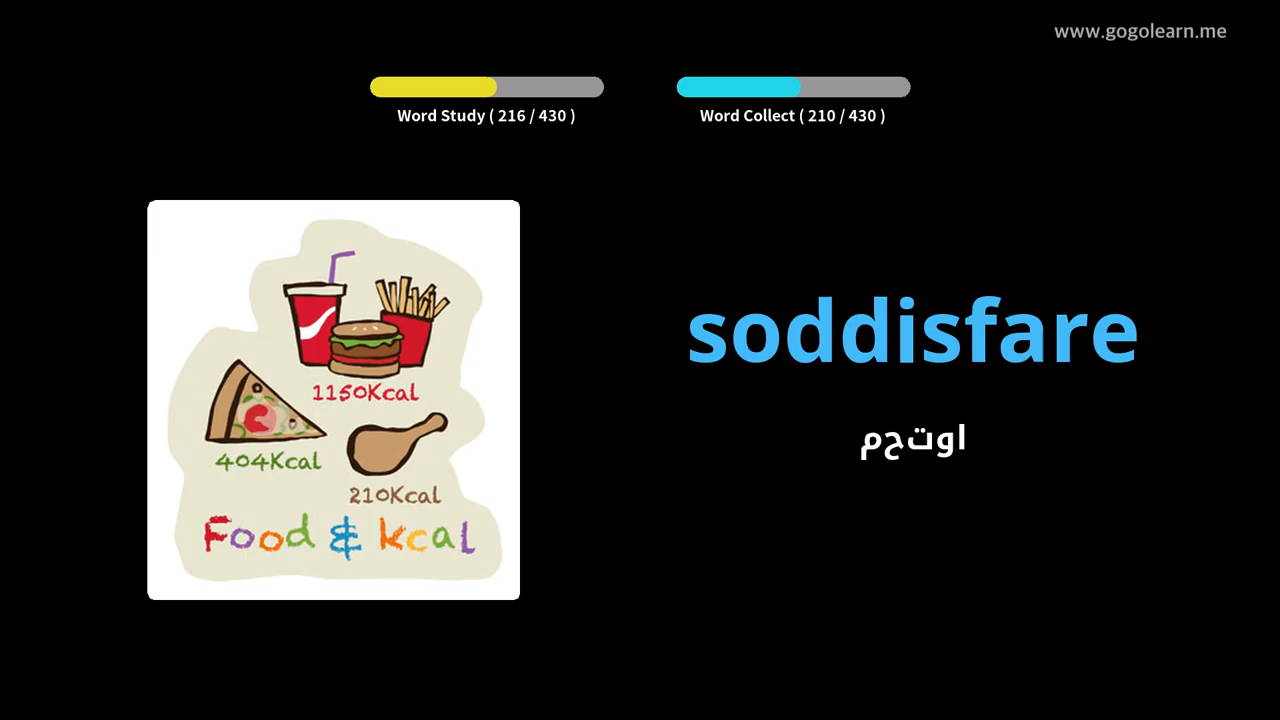 www.gogolearn.me
Word Study ( 216 / 430 )
Word Collect ( 210 / 430 )
1150Kcal
404Kcal
210Kcal
Food & kcal
soddisfare
اوتحم